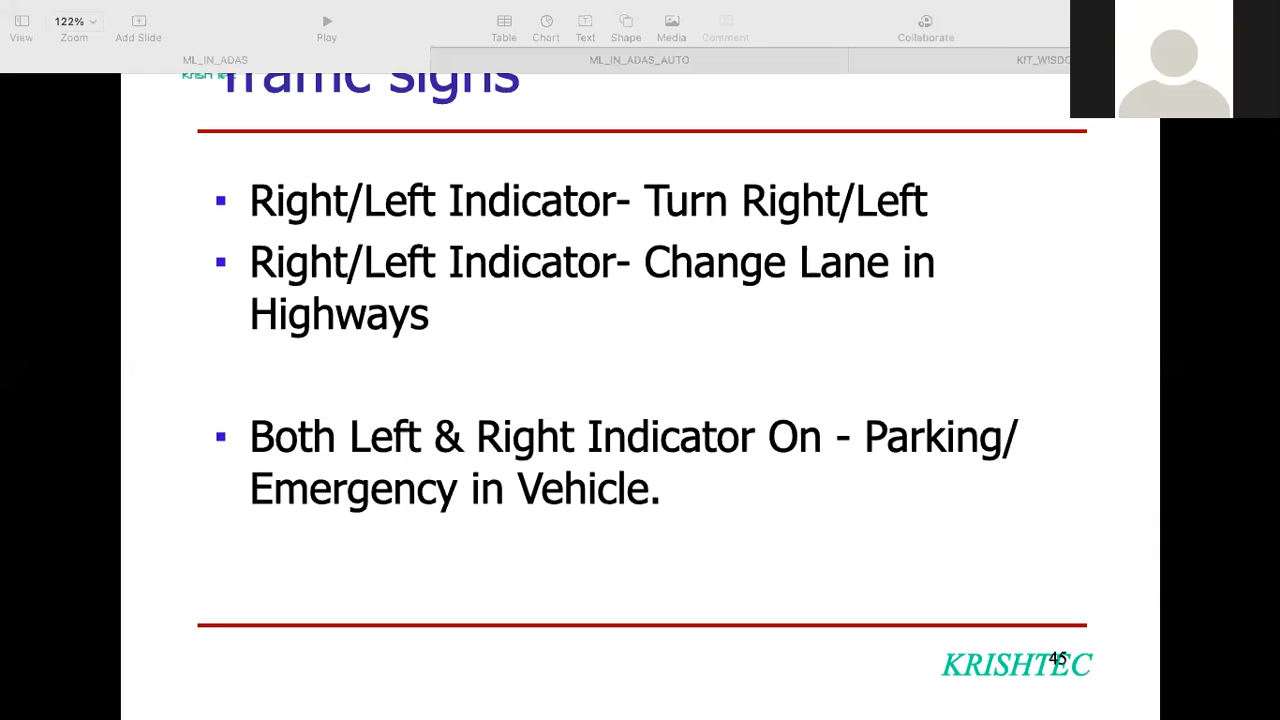 122%
View
Zoom
Add Slide
Play
Table
Chart
Text
Shape
Media
Comment
Collaborate
ML_IN_ADAS
ML_IN_ADAS_AUTO
KIT_WISDO
Traffic Signs
▪ Right/Left Indicator- Turn Right/Left
▪ Right/Left Indicator- Change Lane in
Highways
▪ Both Left & Right Indicator On - Parking/
Emergency in Vehicle.
KRISHTEC
45